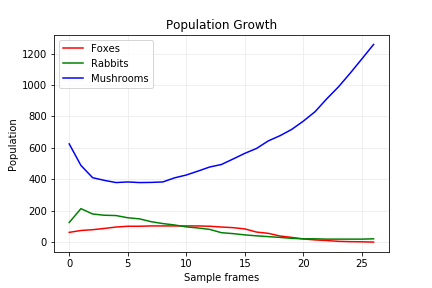 Population Growth
Foxes
Rabbits
Mushrooms
1200
1000
800
600
400
200
0
Population
0 5 10 15 20 25
Sample frames